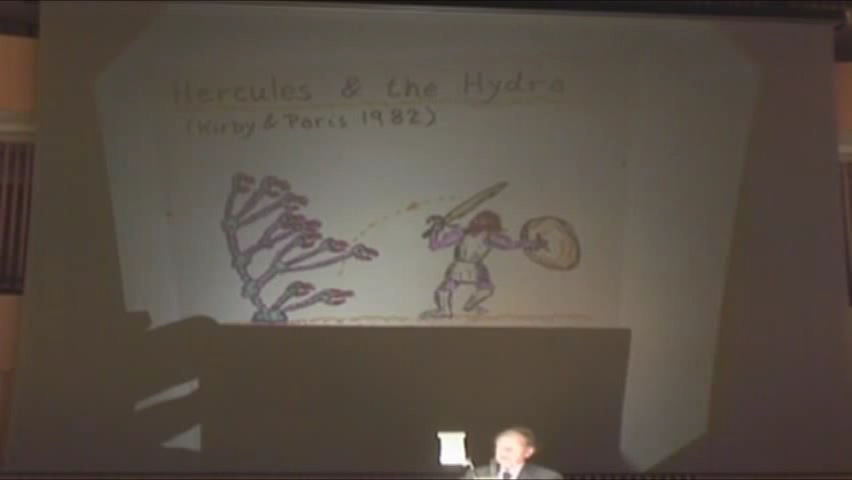 Hercules & the Hydra
(Kirby & Paris 1982)